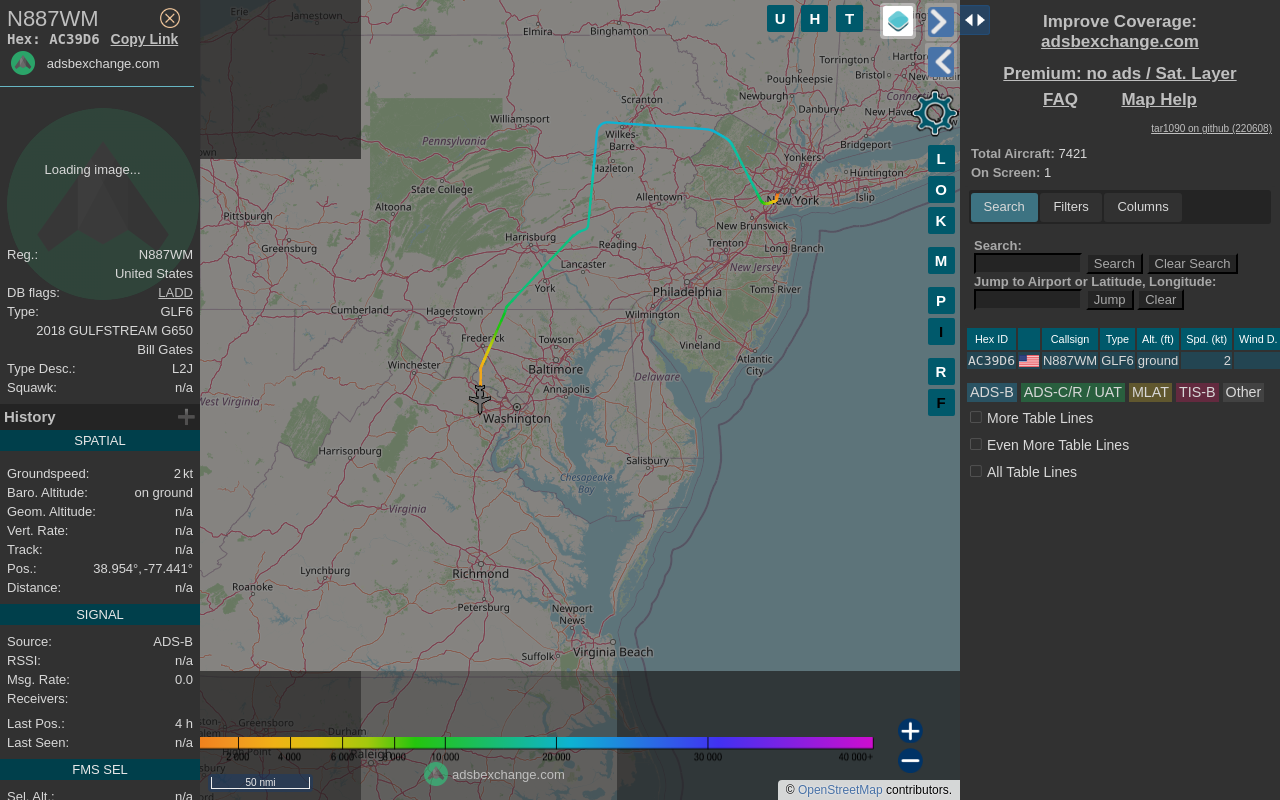 N887WM
Hex: AC39D6 Copy Link
adsbexchange.com
Loading image...
Reg.: N887WM
United States
DB flags: LADD
Type: GLF6
2018 GULFSTREAM G650
Bill Gates
Type Desc.: L2J
Squawk: n/a
History
SPATIAL
Groundspeed: 2 kt
Baro. Altitude: on ground
Geom. Altitude: n/a
Vert. Rate: n/a
Track: n/a
Pos.: 38.954°, -77.441°
Distance: n/a
SIGNAL
Source: ADS-B
RSSI: n/a
Msg. Rate: 0.0
Receivers:
Last Pos.: 4 h
Last Seen: n/a
FMS SEL
Sel. Alt.: n/a
Erie
Jamestown
Elmira
Binghamton
U H T
Torrington
Hartford
Bristol
Poughkeepsie
Scranton
Newburgh
Danbury
Connecticut
New Haven
Williamsport
Wilkes-
Barre
Pennsylvania
Bridgeport
Yonkers
Hazleton
Huntington
State College
Allentown
New York
Islip
Altoona
Pittsburgh
New Brunswick
Harrisburg
Reading
Trenton
Long Branch
Greensburg
Lancaster
New Jersey
York
Philadelphia
Toms River
Cumberland
Hagerstown
Wilmington
Frederick
Towson
Vineland
Winchester
Baltimore
Atlantic
City
Annapolis
Delaware
West Virginia
Washington
Harrisonburg
Salisbury
Chesapeake
Bay
Virginia
Lynchburg
Richmond
Roanoke
Petersburg
Newport
News
Suffolk
Virginia Beach
Greensboro
Durham
Raleigh
L
O
K
M
P
I
R
F
2 000 4 000 6 000 8 000 10 000 20 000 30 000 40 000+
50 nmi
adsbexchange.com
© OpenStreetMap contributors.
Improve Coverage:
adsbexchange.com
Premium: no ads / Sat. Layer
FAQ Map Help
tar1090 on github (220608)
Total Aircraft: 7421
On Screen: 1
Search Filters Columns
Search:
Search Clear Search
Jump to Airport or Latitude, Longitude:
Jump Clear
Hex ID Callsign Type Alt. (ft) Spd. (kt) Wind D.
AC39D6 N887WM GLF6 ground 2
ADS-B ADS-C/R / UAT MLAT TIS-B Other
More Table Lines
Even More Table Lines
All Table Lines